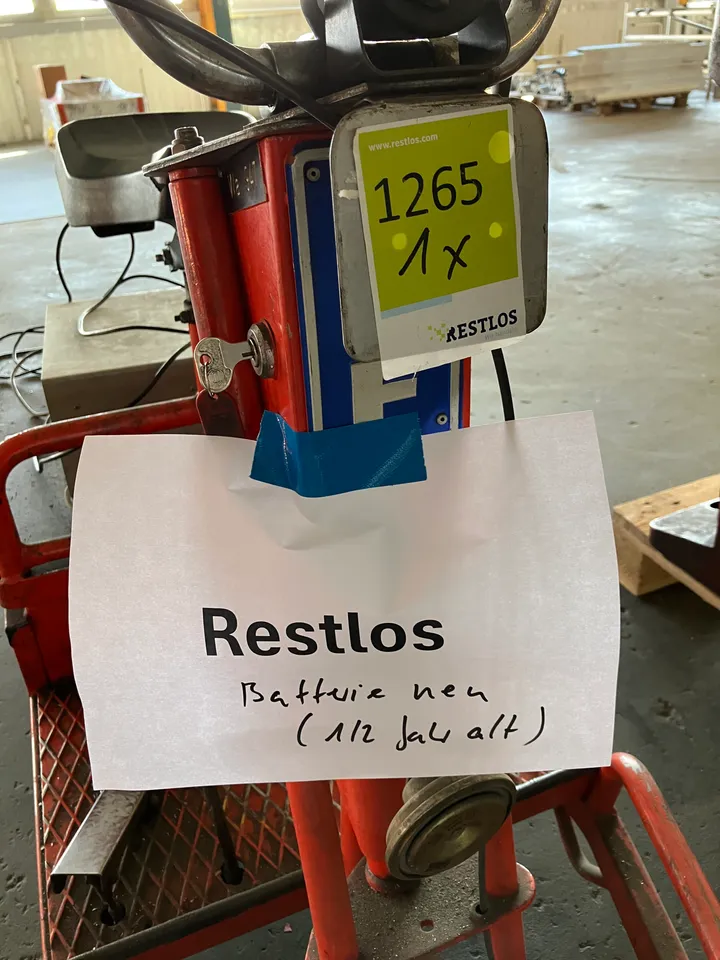 www.restlos.com
1265
1x
RESTLOS
Restlos
Batterie neu
(1/2 Jahr alt)